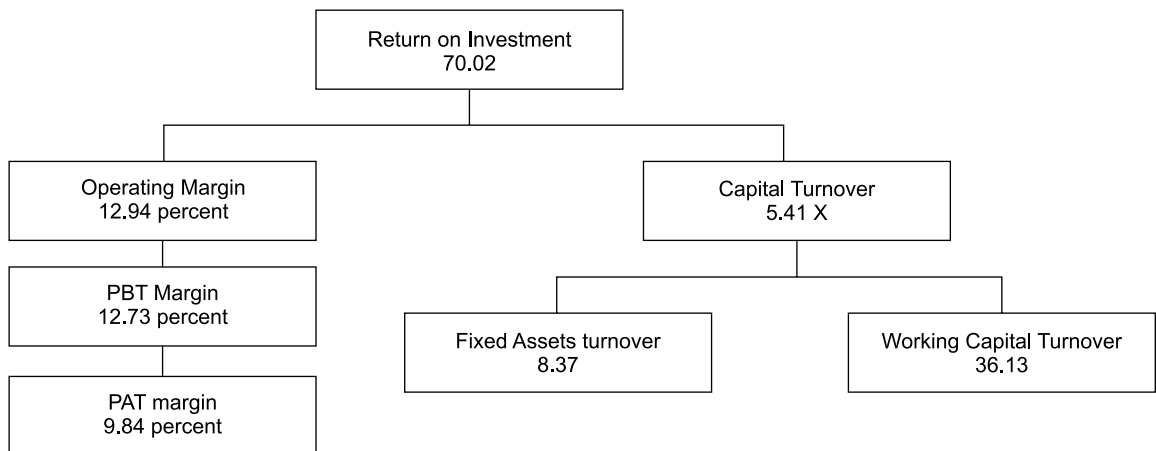 Return on Investment
70.02
Operating Margin
12.94 percent
Capital Turnover
5.41 X
PBT Margin
12.73 percent
Fixed Assets turnover
8.37
Working Capital Turnover
36.13
PAT margin
9.84 percent